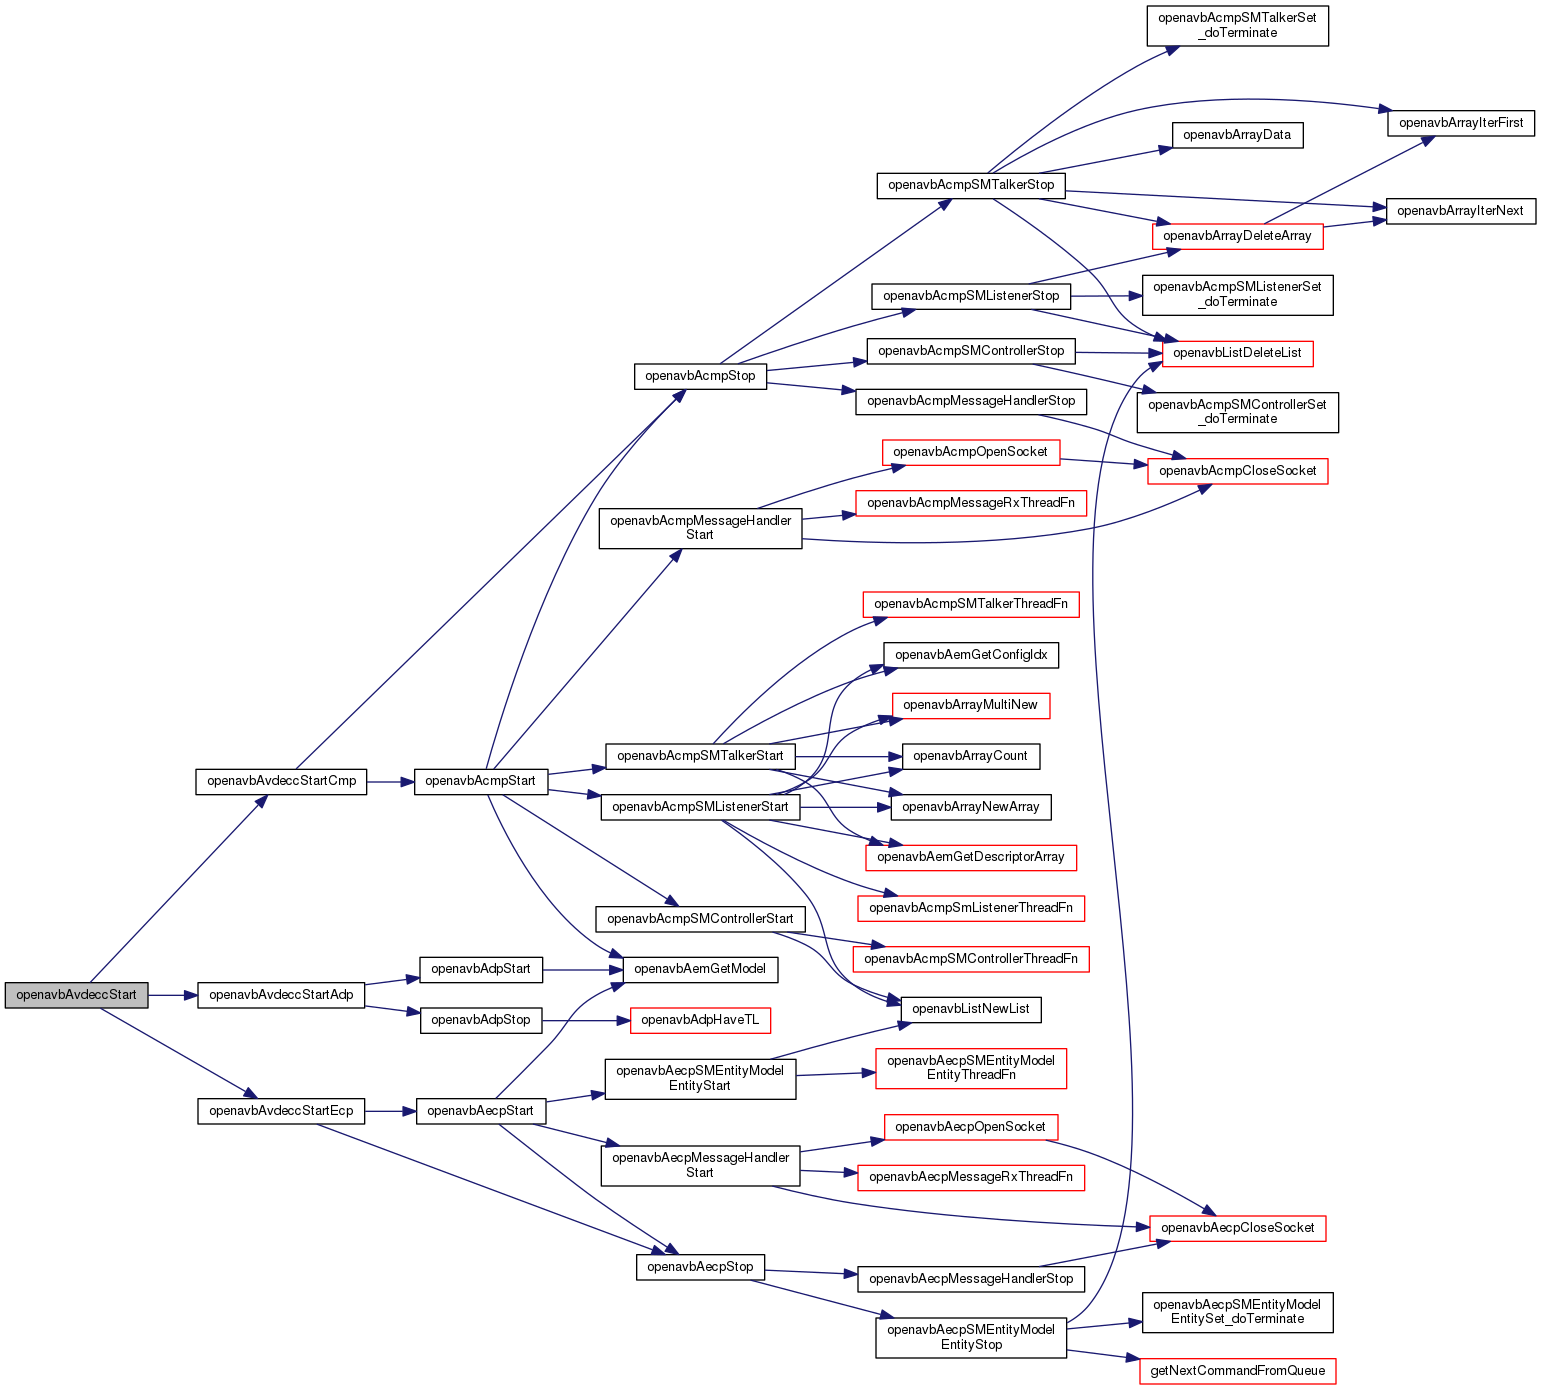 openavbAcmpSMTalkerSet
_doTerminate
openavbArrayIterFirst
openavbArrayData
openavbAcmpSMTalkerStop
openavbArrayIterNext
openavbArrayDeleteArray
openavbAcmpSMListenerStop
openavbAcmpSMListenerSet
_doTerminate
openavbAcmpSMControllerStop
openavbListDeleteList
openavbAcmpStop
openavbAcmpMessageHandlerStop
openavbAcmpSMControllerSet
_doTerminate
openavbAcmpOpenSocket
openavbAcmpCloseSocket
openavbAcmpMessageRxThreadFn
openavbAcmpMessageHandler
Start
openavbAcmpSMTalkerThreadFn
openavbAemGetConfigIdx
openavbArrayMultiNew
openavbAcmpSMTalkerStart
openavbArrayCount
openavbAvdeccStartCmp
openavbAcmpStart
openavbAcmpSMListenerStart
openavbArrayNewArray
openavbAemGetDescriptorArray
openavbAcmpSmListenerThreadFn
openavbAcmpSMControllerStart
openavbAcmpSMControllerThreadFn
openavbAdpStart
openavbAemGetModel
openavbAvdeccStart
openavbAvdeccStartAdp
openavbListNewList
openavbAdpStop
openavbAdpHaveTL
openavbAecpSMEntityModel
EntityStart
openavbAecpSMEntityModel
EntityThreadFn
openavbAvdeccStartEcp
openavbAecpStart
openavbAecpOpenSocket
openavbAecpMessageHandler
Start
openavbAecpMessageRxThreadFn
openavbAecpCloseSocket
openavbAecpStop
openavbAecpMessageHandlerStop
openavbAecpSMEntityModel
EntityStop
openavbAecpSMEntityModel
EntitySet_doTerminate
getNextCommandFromQueue